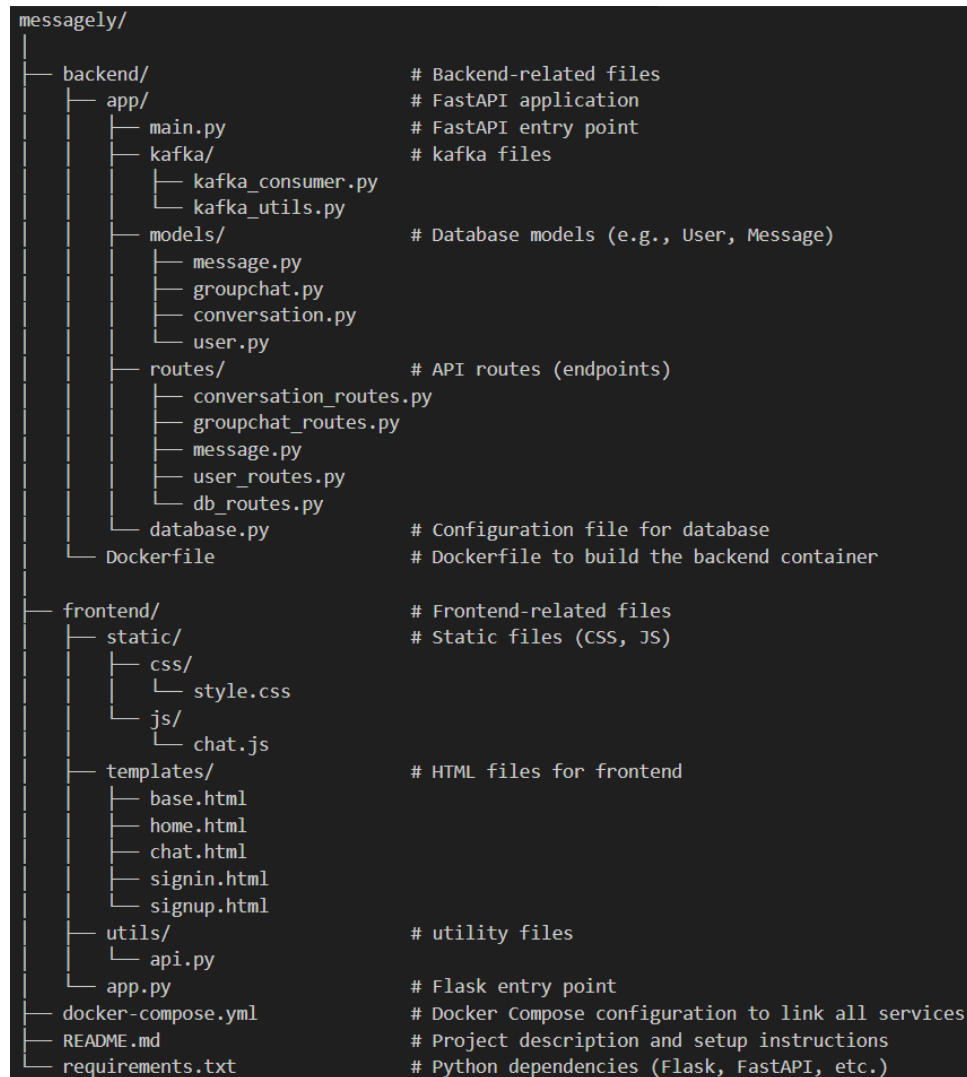 messagely/
│
├── backend/                        # Backend-related files
│   ├── app/                        # FastAPI application
│   │   ├── main.py                 # FastAPI entry point
│   │   ├── kafka/                  # kafka files
│   │   │   ├── kafka_consumer.py
│   │   │   └── kafka_utils.py
│   │   ├── models/                 # Database models (e.g., User, Message)
│   │   │   ├── message.py
│   │   │   ├── groupchat.py
│   │   │   ├── conversation.py
│   │   │   └── user.py
│   │   ├── routes/                 # API routes (endpoints)
│   │   │   ├── conversation_routes.py
│   │   │   ├── groupchat_routes.py
│   │   │   ├── message.py
│   │   │   ├── user_routes.py
│   │   │   └── db_routes.py
│   │   └── database.py             # Configuration file for database
│   └── Dockerfile                  # Dockerfile to build the backend container
│
├── frontend/                       # Frontend-related files
│   ├── static/                     # Static files (CSS, JS)
│   │   ├── css/
│   │   │   └── style.css
│   │   └── js/
│   │       └── chat.js
│   ├── templates/                  # HTML files for frontend
│   │   ├── base.html
│   │   ├── home.html
│   │   ├── chat.html
│   │   ├── signin.html
│   │   └── signup.html
│   ├── utils/                      # utility files
│   │   └── api.py
│   └── app.py                      # Flask entry point
├── docker-compose.yml              # Docker Compose configuration to link all services
├── README.md                       # Project description and setup instructions
└── requirements.txt                # Python dependencies (Flask, FastAPI, etc.)